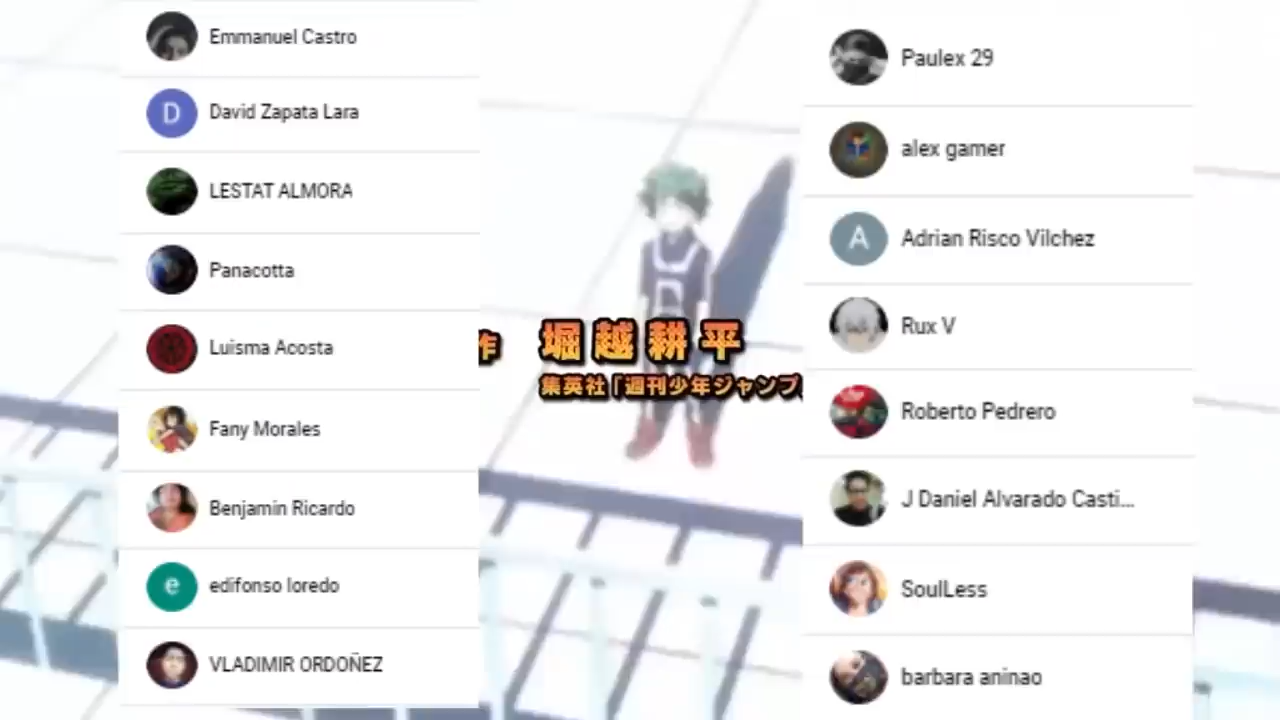 Emmanuel Castro
D
David Zapata Lara
LESTAT ALMORA
Panacotta
Luisma Acosta
Fany Morales
Benjamin Ricardo
e
edifonso loredo
VLADIMIR ORDOÑEZ
作 堀越耕平
集英社「週刊少年ジャンプ」
Paulex 29
alex gamer
A
Adrian Risco Vilchez
Rux V
Roberto Pedrero
J Daniel Alvarado Casti...
SoulLess
barbara aninao